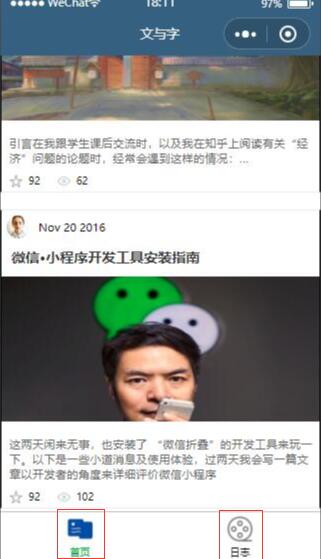 WeChat
18:11
97%
文与字
引言在我跟学生课后交流时，以及我在知乎上阅读有关“经
济”问题的论题时，经常会遇到这样的情况：...
92 62
Nov 20 2016
微信•小程序开发工具安装指南
这两天闲来无事，也安装了 “微信折叠”的开发工具来玩一
下。以下是一些小道消息及使用体验，过两天我会写一篇文
章以开发者的角度来详细评价微信小程序
92 102
首页 日志